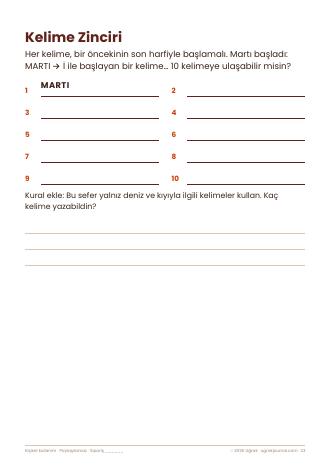 Kelime Zinciri
Her kelime, bir öncekinin son harfiyle başlamalı. Martı başladı:
MARTI → İ ile başlayan bir kelime... 10 kelimeye ulaşabilir misin?
1 MARTI 2
3 4
5 6
7 8
9 10
Kural ekle: Bu sefer yalnız deniz ve kıyıyla ilgili kelimeler kullan. Kaç
kelime yazabildin?